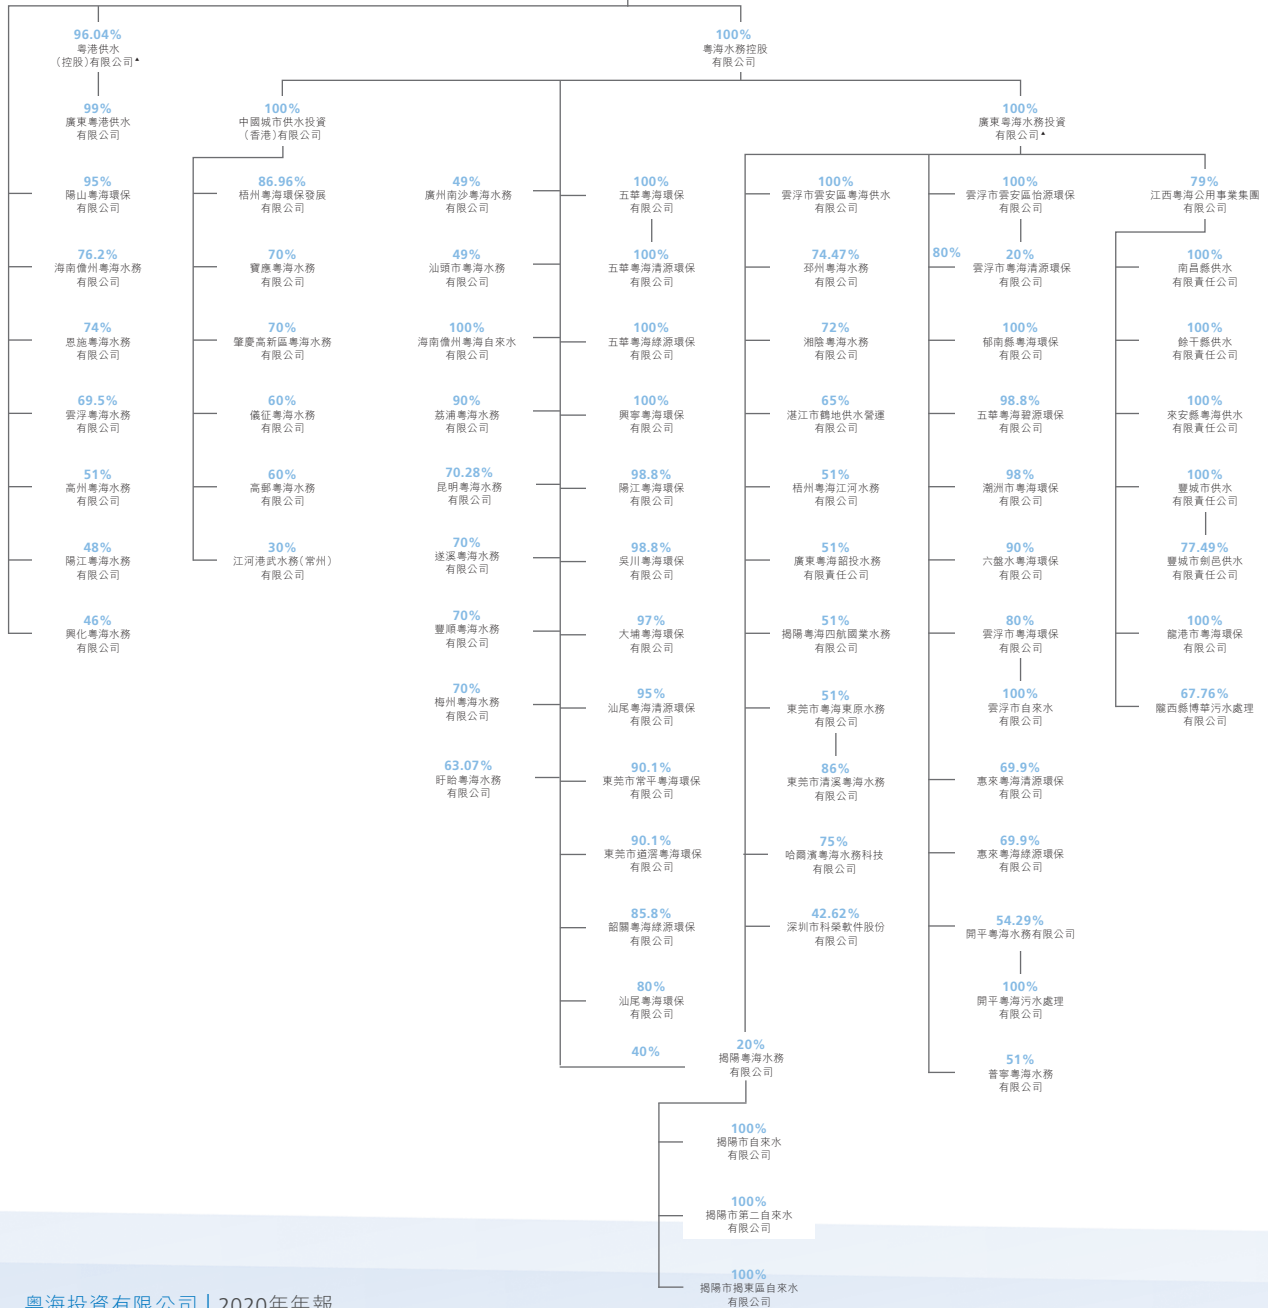 96.04%
粵港供水
(控股)有限公司▲
99%
廣東粵港供水
有限公司
95%
陽山粵海環保
有限公司
76.2%
海南儋州粵海水務
有限公司
74%
恩施粵海水務
有限公司
69.5%
雲浮粵海水務
有限公司
51%
高州粵海水務
有限公司
48%
陽江粵海水務
有限公司
46%
興化粵海水務
有限公司
100%
粵海水務控股
有限公司
100%
中國城市供水投資
(香港)有限公司
86.96%
梧州粵海環保發展
有限公司
70%
寶應粵海水務
有限公司
70%
肇慶高新區粵海水務
有限公司
60%
儀征粵海水務
有限公司
60%
高郵粵海水務
有限公司
30%
江河港武水務(常州)
有限公司
49%
廣州南沙粵海水務
有限公司
49%
汕頭市粵海水務
有限公司
100%
海南儋州粵海自來水
有限公司
90%
荔浦粵海水務
有限公司
70.28%
昆明粵海水務
有限公司
70%
遂溪粵海水務
有限公司
70%
豐順粵海水務
有限公司
70%
梅州粵海水務
有限公司
63.07%
盱眙粵海水務
有限公司
100%
五華粵海環保
有限公司
100%
五華粵海清源環保
有限公司
100%
五華粵海綠源環保
有限公司
100%
興寧粵海環保
有限公司
98.8%
陽江粵海環保
有限公司
98.8%
吳川粵海環保
有限公司
97%
大埔粵海環保
有限公司
95%
汕尾粵海清源環保
有限公司
90.1%
東莞市常平粵海環保
有限公司
90.1%
東莞市道滘粵海環保
有限公司
85.8%
韶關粵海綠源環保
有限公司
80%
汕尾粵海環保
有限公司
40%
100%
廣東粵海水務投資
有限公司▲
100%
雲浮市雲安區粵海供水
有限公司
74.47%
邳州粵海水務
有限公司
72%
湘陰粵海水務
有限公司
65%
湛江市鶴地供水營運
有限公司
51%
梧州粵海江河水務
有限公司
51%
廣東粵海韶投水務
有限責任公司
51%
揭陽粵海四航國業水務
有限公司
51%
東莞市粵海東原水務
有限公司
86%
東莞市清溪粵海水務
有限公司
75%
哈爾濱粵海水務科技
有限公司
42.62%
深圳市科榮軟件股份
有限公司
20%
揭陽粵海水務
有限公司
100%
揭陽市自來水
有限公司
100%
揭陽市第二自來水
有限公司
100%
揭陽市揭東區自來水
有限公司
100%
雲浮市雲安區怡源環保
有限公司
80%
20%
雲浮市粵海清源環保
有限公司
100%
郁南縣粵海環保
有限公司
98.8%
五華粵海碧源環保
有限公司
98%
潮洲市粵海環保
有限公司
90%
六盤水粵海環保
有限公司
80%
雲浮市粵海環保
有限公司
100%
雲浮市自來水
有限公司
69.9%
惠來粵海清源環保
有限公司
69.9%
惠來粵海綠源環保
有限公司
54.29%
開平粵海水務有限公司
100%
開平粵海污水處理
有限公司
51%
普寧粵海水務
有限公司
79%
江西粵海公用事業集團
有限公司
100%
南昌縣供水
有限責任公司
100%
餘干縣供水
有限責任公司
100%
來安縣粵海供水
有限責任公司
100%
豐城市供水
有限責任公司
77.49%
豐城市劍邑供水
有限責任公司
100%
龍港市粵海環保
有限公司
67.76%
隴西縣博華污水處理
有限公司
粵海投資有限公司 | 2020年年報